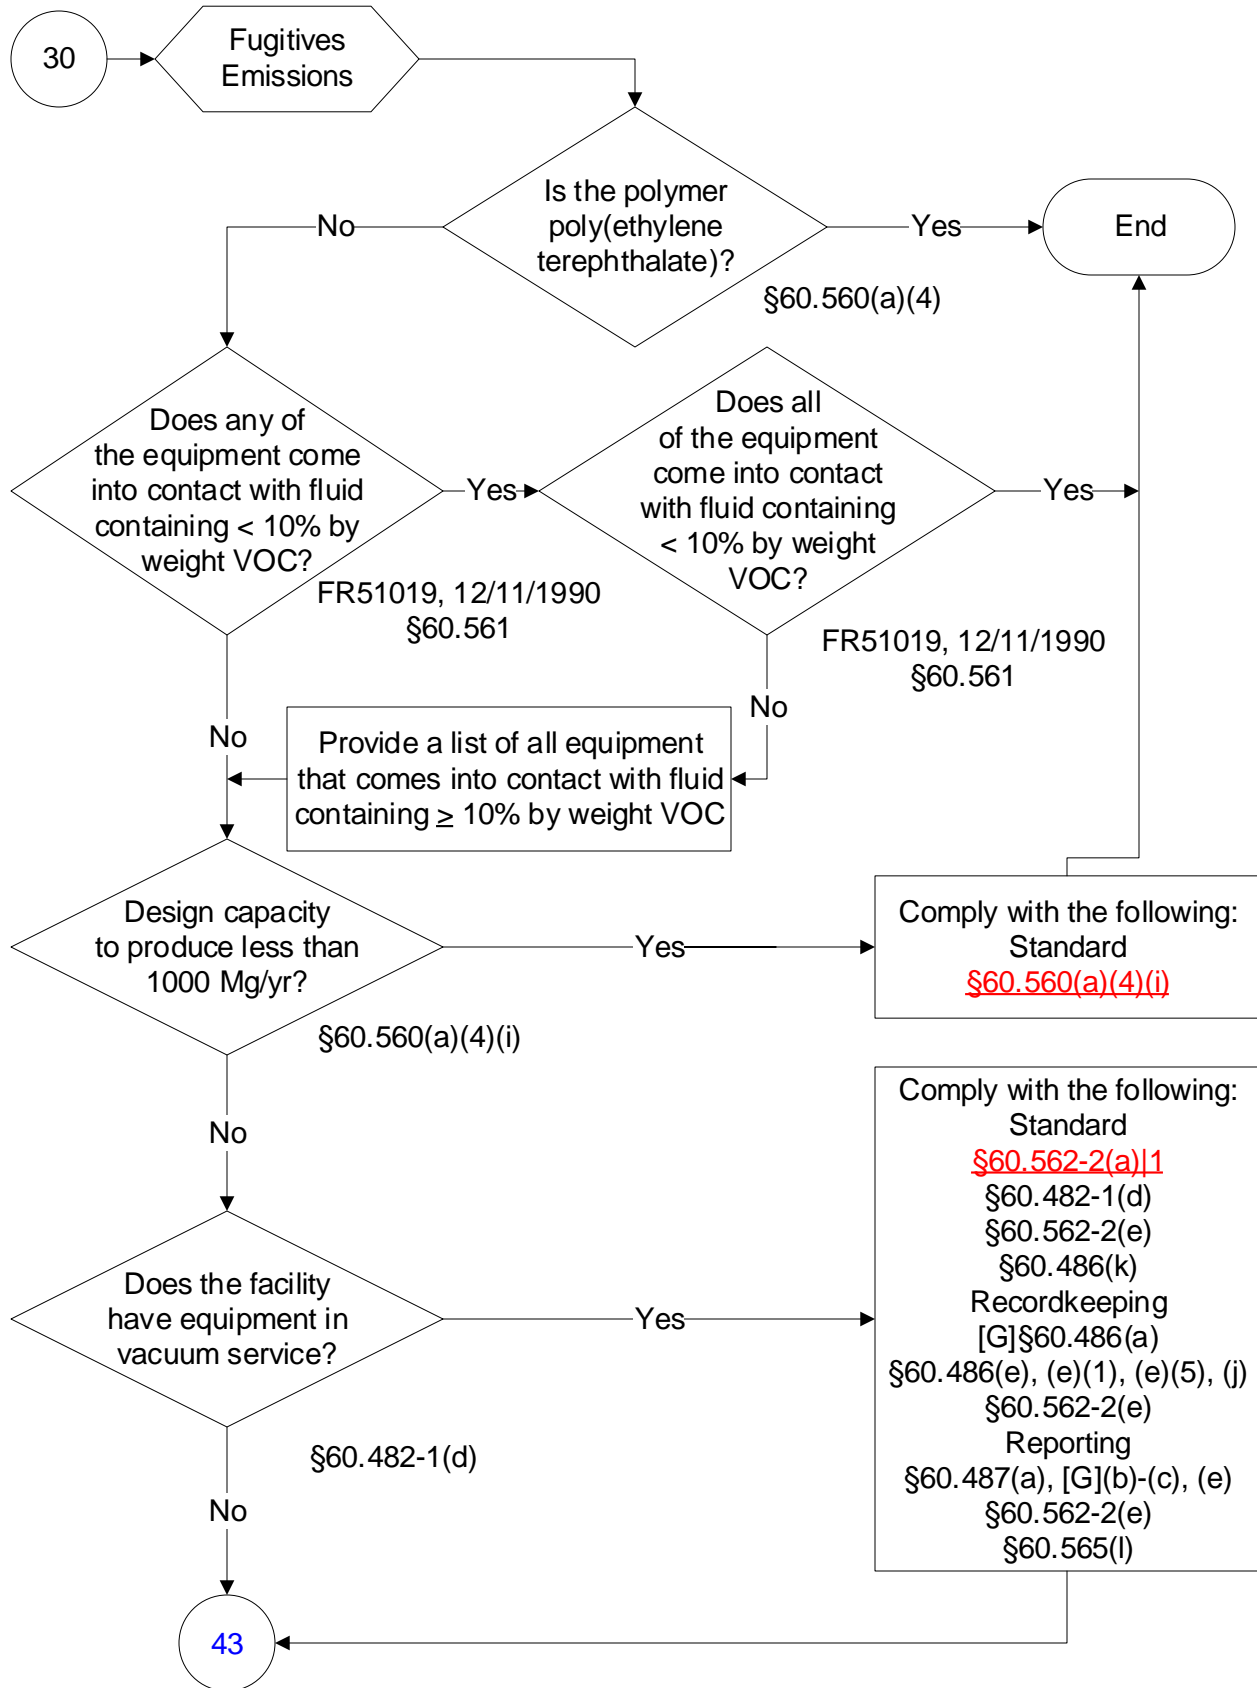 30
Fugitives
Emissions
Is the polymer
poly(ethylene
terephthalate)?
No
Yes
End
§60.560(a)(4)
Does any of
the equipment come
into contact with fluid
containing < 10% by
weight VOC?
Yes
Does all
of the equipment
come into contact
with fluid containing
< 10% by weight
VOC?
Yes
FR51019, 12/11/1990
§60.561
FR51019, 12/11/1990
§60.561
No
No
Provide a list of all equipment
that comes into contact with fluid
containing ≥ 10% by weight VOC
Design capacity
to produce less than
1000 Mg/yr?
Yes
Comply with the following:
Standard
§60.560(a)(4)(i)
§60.560(a)(4)(i)
No
Does the facility
have equipment in
vacuum service?
Yes
Comply with the following:
Standard
§60.562-2(a)|1
§60.482-1(d)
§60.562-2(e)
§60.486(k)
Recordkeeping
[G]§60.486(a)
§60.486(e), (e)(1), (e)(5), (j)
§60.562-2(e)
Reporting
§60.487(a), [G](b)-(c), (e)
§60.562-2(e)
§60.565(l)
§60.482-1(d)
No
43